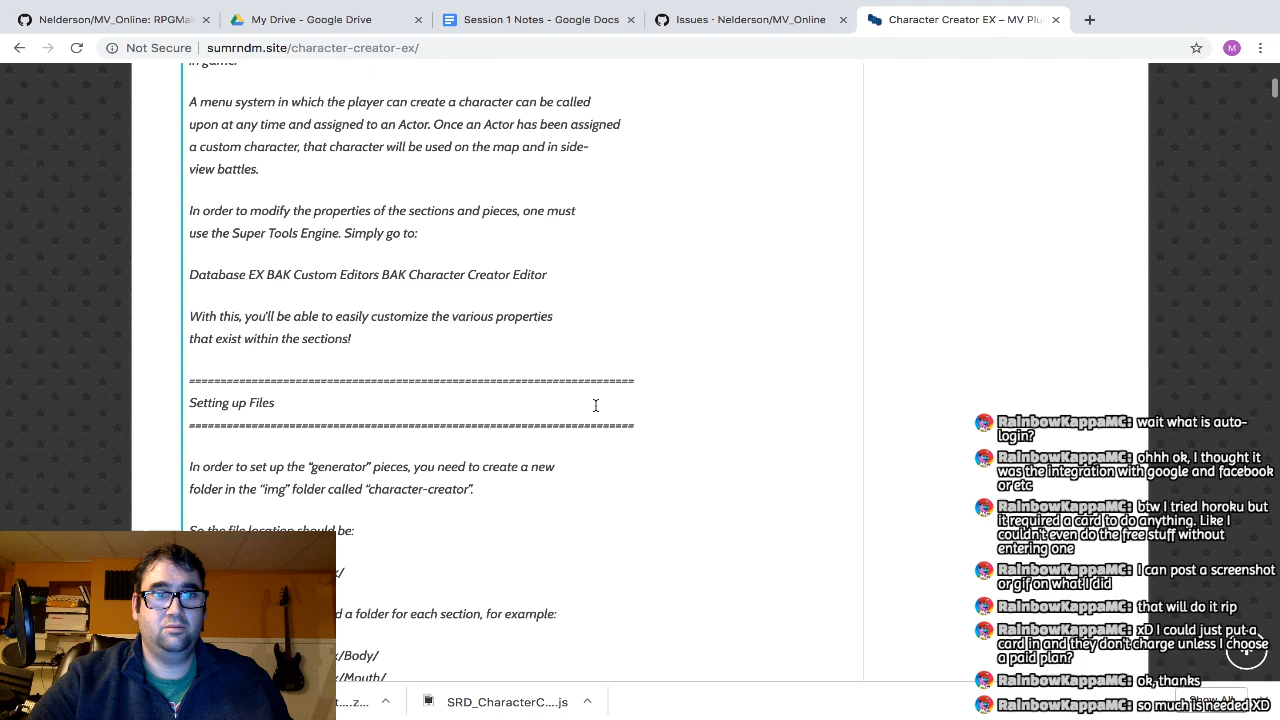 Nelderson/MV_Online: RPGMak
My Drive - Google Drive
Session 1 Notes - Google Docs
Issues · Nelderson/MV_Online
Character Creator EX – MV Plu
Not Secure | sumrndm.site/character-creator-ex/
M
in game!
A menu system in which the player can create a character can be called
upon at any time and assigned to an Actor. Once an Actor has been assigned
a custom character, that character will be used on the map and in side-
view battles.
In order to modify the properties of the sections and pieces, one must
use the Super Tools Engine. Simply go to:
Database EX BAK Custom Editors BAK Character Creator Editor
With this, you'll be able to easily customize the various properties
that exist within the sections!
=======================================================================
Setting up Files
=======================================================================
In order to set up the “generator” pieces, you need to create a new
folder in the “img” folder called “character-creator”.
So the file location should be:
x/
d a folder for each section, for example:
x/Body/
x/Mouth/
RainbowKappaMC: wait what is auto-
login?
RainbowKappaMC: ohhh ok, I thought it
was the integration with google and facebook
or etc
RainbowKappaMC: btw I tried horoku but
it required a card to do anything. Like I
couldn't even do the free stuff without
entering one
RainbowKappaMC: I can post a screenshot
or gif on what I did
RainbowKappaMC: that will do it rip
RainbowKappaMC: xD I could just put a
card in and they don't charge unless I choose
a paid plan?
RainbowKappaMC: ok, thanks
RainbowKappaMC: so much is needed XD
t....z...
SRD_CharacterC....js
Show All